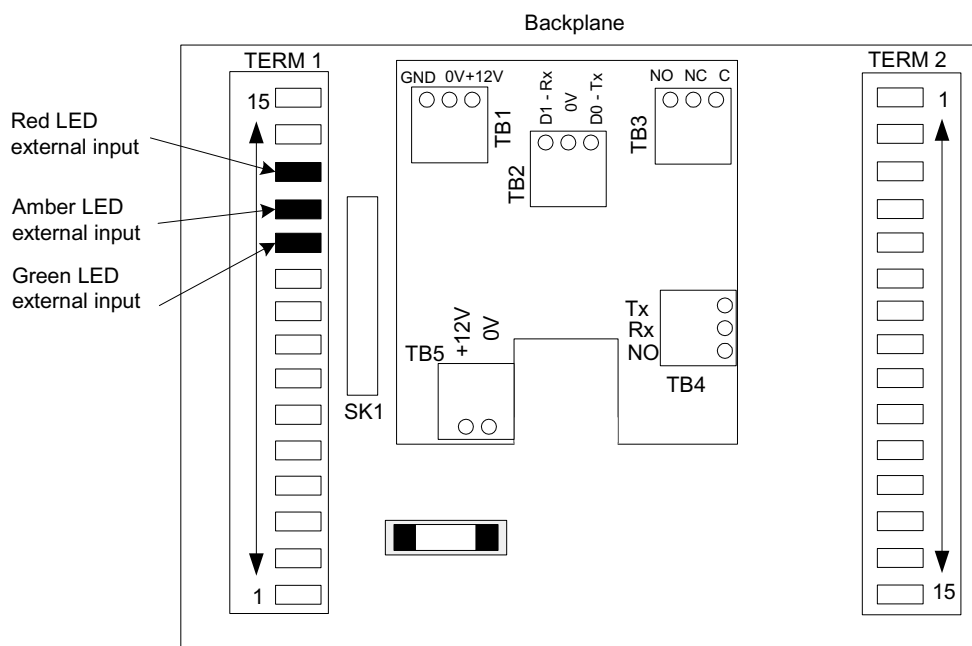 Backplane
TERM 1
TERM 2
15
1
Red LED
external input
Amber LED
external input
Green LED
external input
GND 0V+12V
TB1
D1 - Rx
0V
D0 - Tx
TB2
NO NC C
TB3
Tx
Rx
NO
TB4
TB5
+12V
0V
SK1
1
15